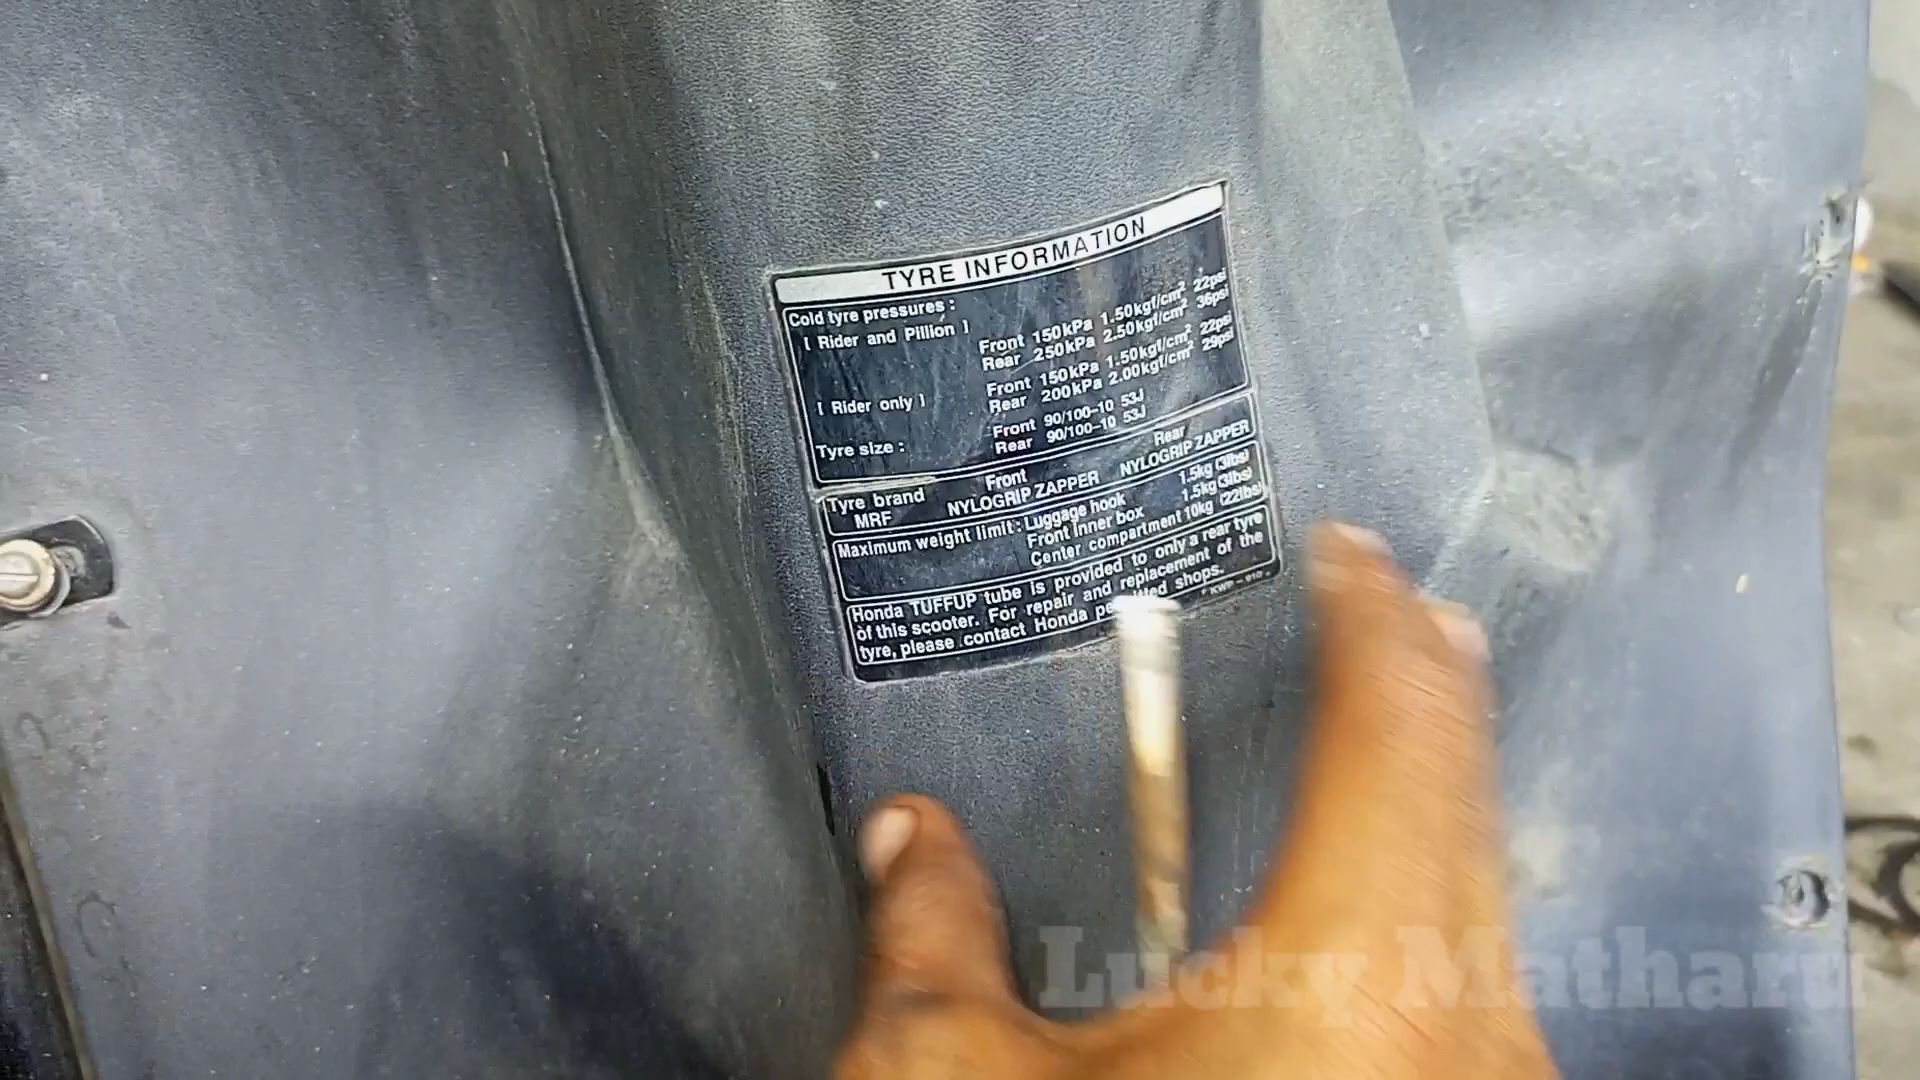 TYRE INFORMATION
Cold tyre pressures :
[ Rider and Pillion ]
Front 150kPa 1.50kgf/cm² 22psi
Rear 250kPa 2.50kgf/cm² 36psi
[ Rider only ]
Front 150kPa 1.50kgf/cm² 22psi
Rear 200kPa 2.00kgf/cm² 29psi
Tyre size :
Front 90/100-10 53J
Rear 90/100-10 53J
Tyre brand Front Rear
MRF NYLOGRIP ZAPPER NYLOGRIP ZAPPER
Maximum weight limit : Luggage hook 1.5kg (3lbs)
Front inner box 1.5kg (3lbs)
Center compartment 10kg (22lbs)
Honda TUFFUP tube is provided to only a rear tyre
of this scooter. For repair and replacement of the
tyre, please contact Honda shops.
Lucky Matharu